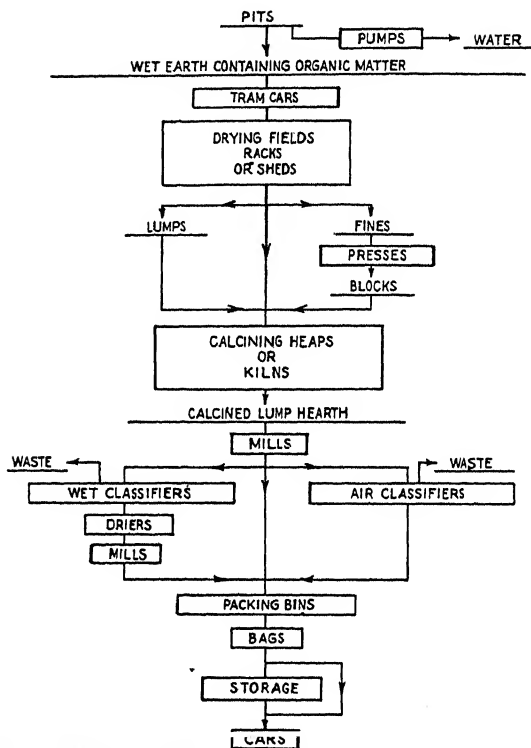 PITS
PUMPS
WATER
WET EARTH CONTAINING ORGANIC MATTER
TRAM CARS
DRYING FIELDS
RACKS
OR SHEDS
LUMPS
FINES
PRESSES
BLOCKS
CALCINING HEAPS
OR
KILNS
CALCINED LUMP HEARTH
MILLS
WASTE
WASTE
WET CLASSIFIERS
AIR CLASSIFIERS
DRIERS
MILLS
PACKING BINS
BAGS
STORAGE
CARS